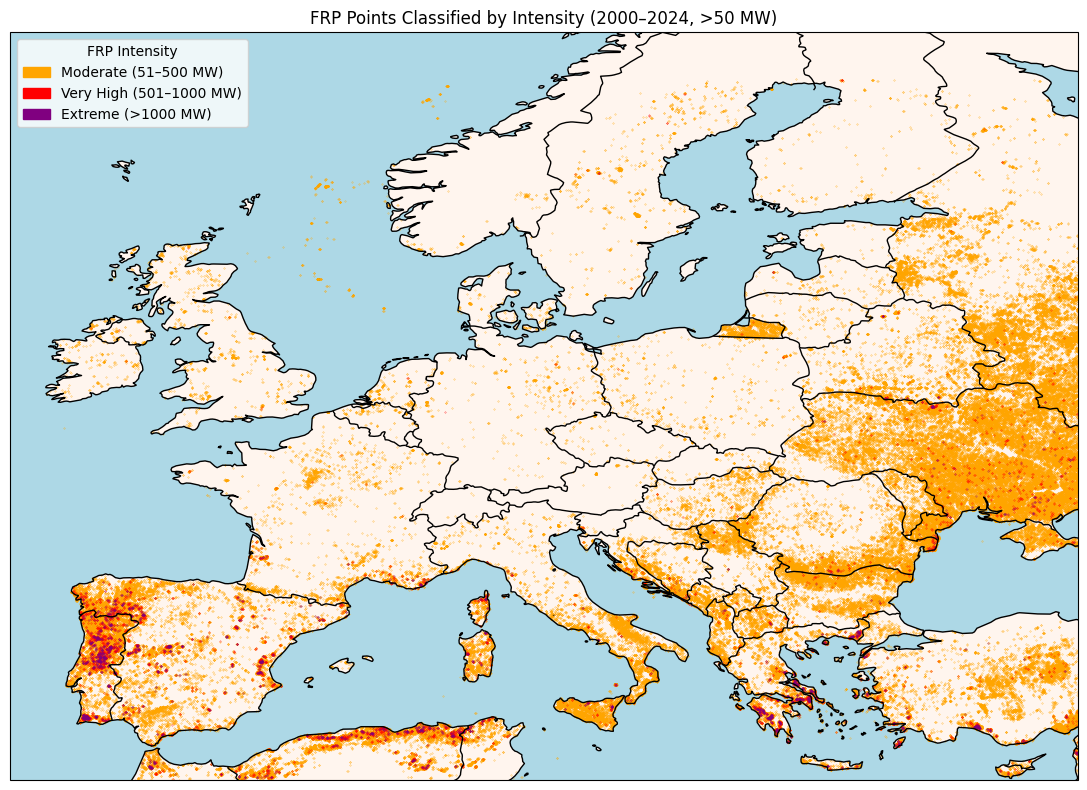 FRP Points Classified by Intensity (2000–2024, >50 MW)
FRP Intensity
Moderate (51–500 MW)
Very High (501–1000 MW)
Extreme (>1000 MW)